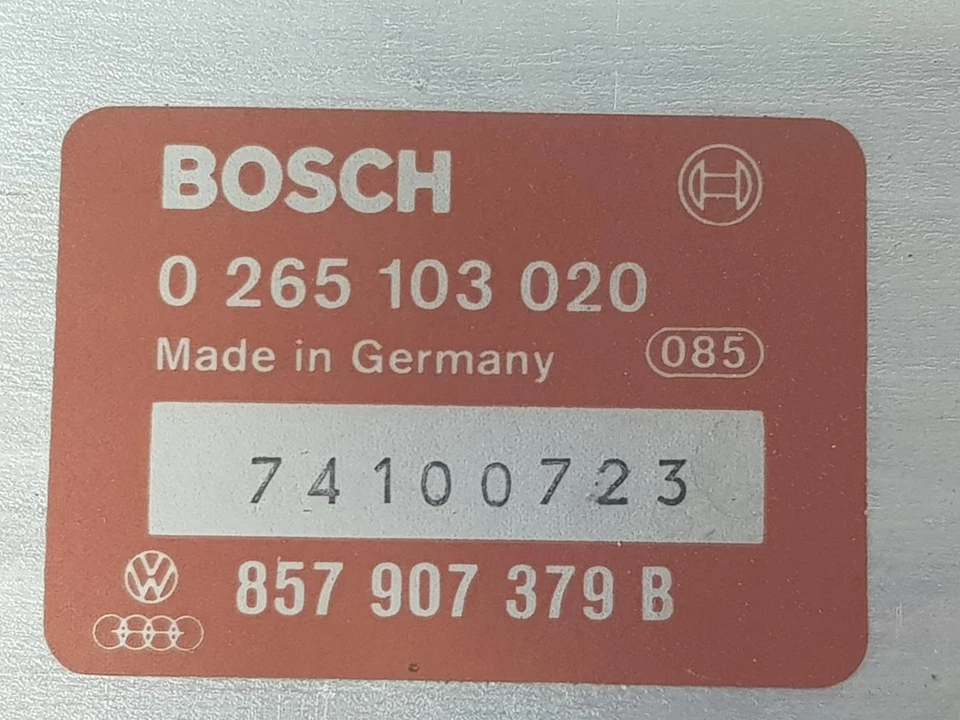 BOSCH
0 265 103 020
Made in Germany 085
74100723
857 907 379 B